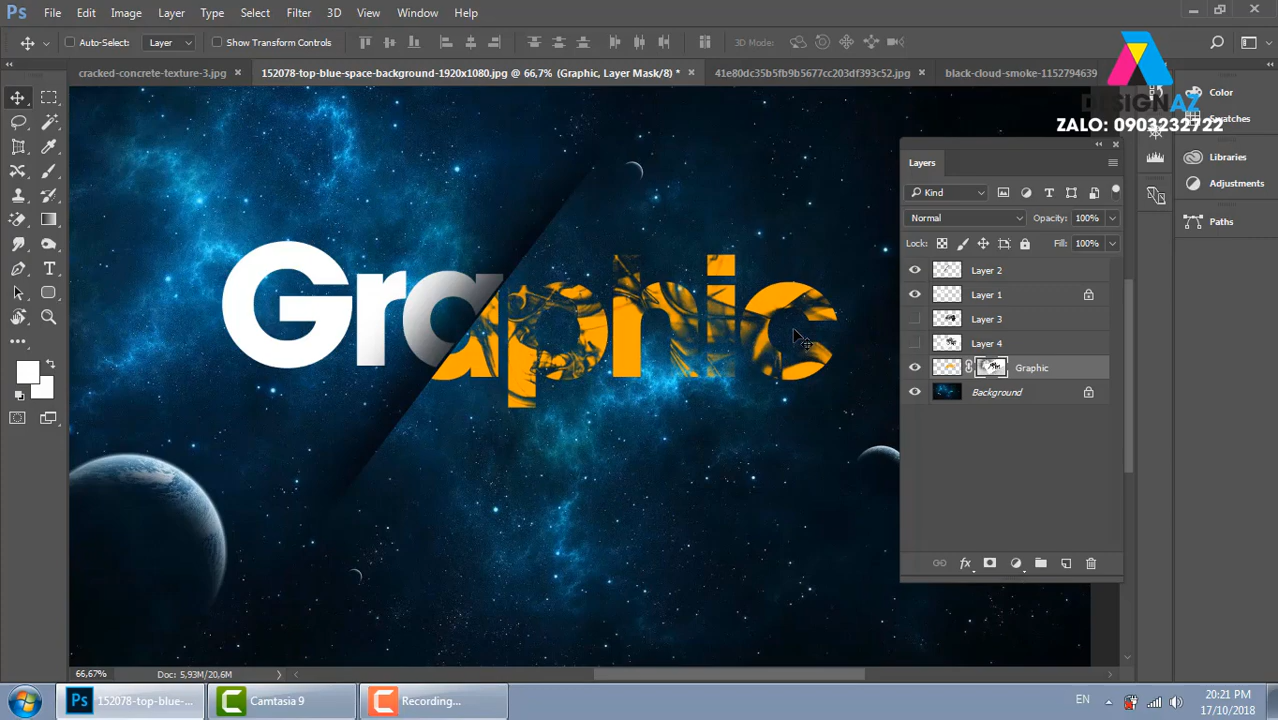 Ps File Edit Image Layer Type Select Filter 3D View Window Help
Auto-Select: Layer Show Transform Controls 3D Mode:
cracked-concrete-texture-3.jpg × 152078-top-blue-space-background-1920x1080.jpg @ 66,7% (Graphic, Layer Mask/8) * × 41e80dc35b5fb9b5677cc203df393c52.jpg × black-cloud-smoke-1152794639
DESIGNAZ
ZALO: 0903232722
Color
Swatches
Libraries
Adjustments
Paths
Layers
Kind
Normal Opacity: 100%
Lock: Fill: 100%
Layer 2
Layer 1
Layer 3
Layer 4
Graphic
Background
Graphic
66,67% Doc: 5,93M/20,6M
Ps 152078-top-blue-... Camtasia 9 Recording...
EN
20:21 PM
17/10/2018